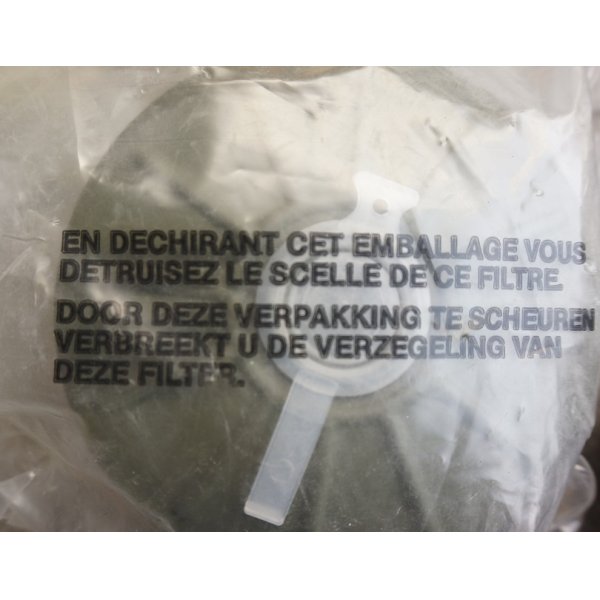 EN DECHIRANT CET EMBALLAGE VOUS
DETRUISEZ LE SCELLE DE CE FILTRE.
DOOR DEZE VERPAKKING TE SCHEUREN
VERBREEKT U DE VERZEGELING VAN
DEZE FILTER.